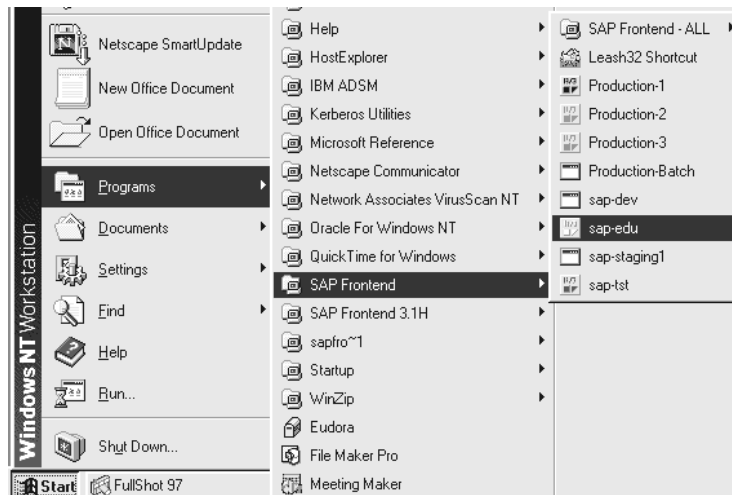 Netscape SmartUpdate
New Office Document
Open Office Document
Programs
Documents
Settings
Find
Help
Run...
Shut Down...
Windows NT Workstation
Start
FullShot 97
Help
HostExplorer
IBM ADSM
Kerberos Utilities
Microsoft Reference
Netscape Communicator
Network Associates VirusScan NT
Oracle For Windows NT
QuickTime for Windows
SAP Frontend
SAP Frontend 3.1H
sapfro~1
Startup
WinZip
Eudora
File Maker Pro
Meeting Maker
SAP Frontend - ALL
Leash32 Shortcut
Production-1
Production-2
Production-3
Production-Batch
sap-dev
sap-edu
sap-staging1
sap-tst